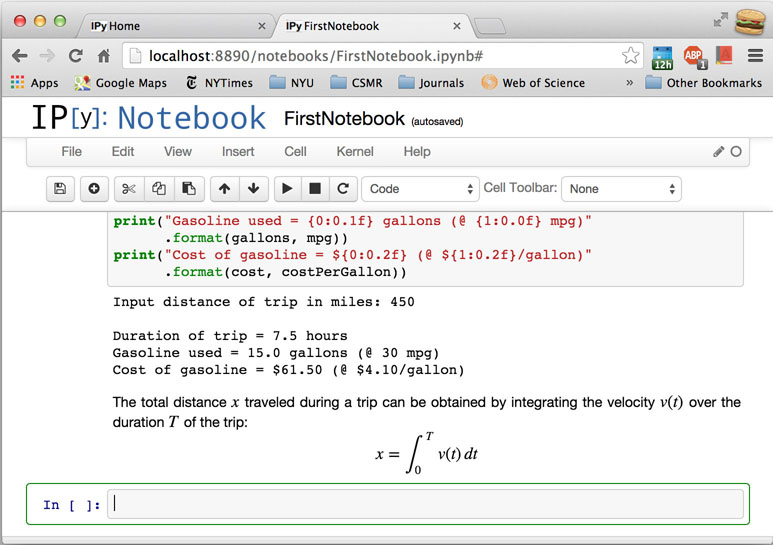 IPy Home
IPy FirstNotebook
localhost:8890/notebooks/FirstNotebook.ipynb#
12h
ABP
1
Apps
Google Maps
NYTimes
NYU
CSMR
Journals
Web of Science
»
Other Bookmarks
IP[y]: Notebook FirstNotebook (autosaved)
File Edit View Insert Cell Kernel Help
Code Cell Toolbar: None
print("Gasoline used = {0:0.1f} gallons (@ {1:0.0f} mpg)"
.format(gallons, mpg))
print("Cost of gasoline = ${0:0.2f} (@ ${1:0.2f}/gallon)"
.format(cost, costPerGallon))
Input distance of trip in miles: 450
Duration of trip = 7.5 hours
Gasoline used = 15.0 gallons (@ 30 mpg)
Cost of gasoline = $61.50 (@ $4.10/gallon)
The total distance x traveled during a trip can be obtained by integrating the velocity v(t) over the
duration T of the trip:
x = ∫₀ᵀ v(t) dt
In [ ]: